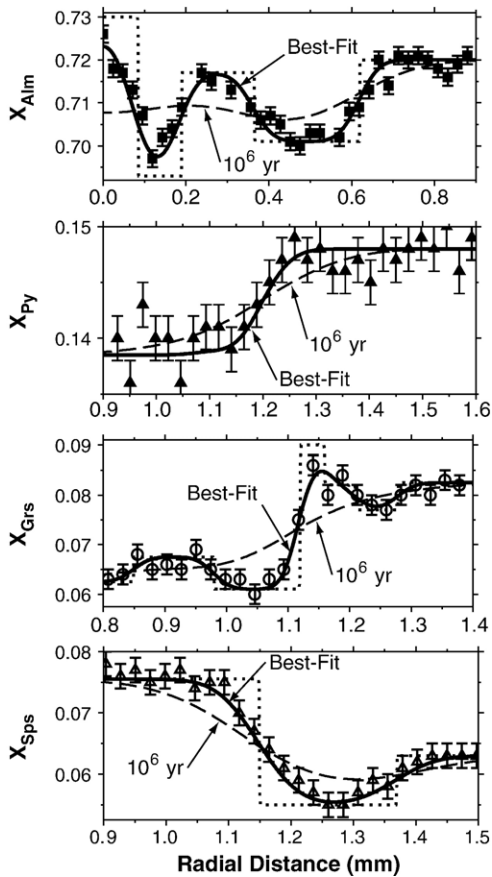 0.73
0.72
0.71
0.70
X_Alm
Best-Fit
10^6 yr
0.0 0.2 0.4 0.6 0.8
0.15
0.14
X_Py
10^6 yr
Best-Fit
0.9 1.0 1.1 1.2 1.3 1.4 1.5 1.6
0.09
0.08
0.07
0.06
X_Grs
Best-Fit
10^6 yr
0.8 0.9 1.0 1.1 1.2 1.3 1.4
0.08
0.07
0.06
X_Sps
Best-Fit
10^6 yr
0.9 1.0 1.1 1.2 1.3 1.4 1.5
Radial Distance (mm)